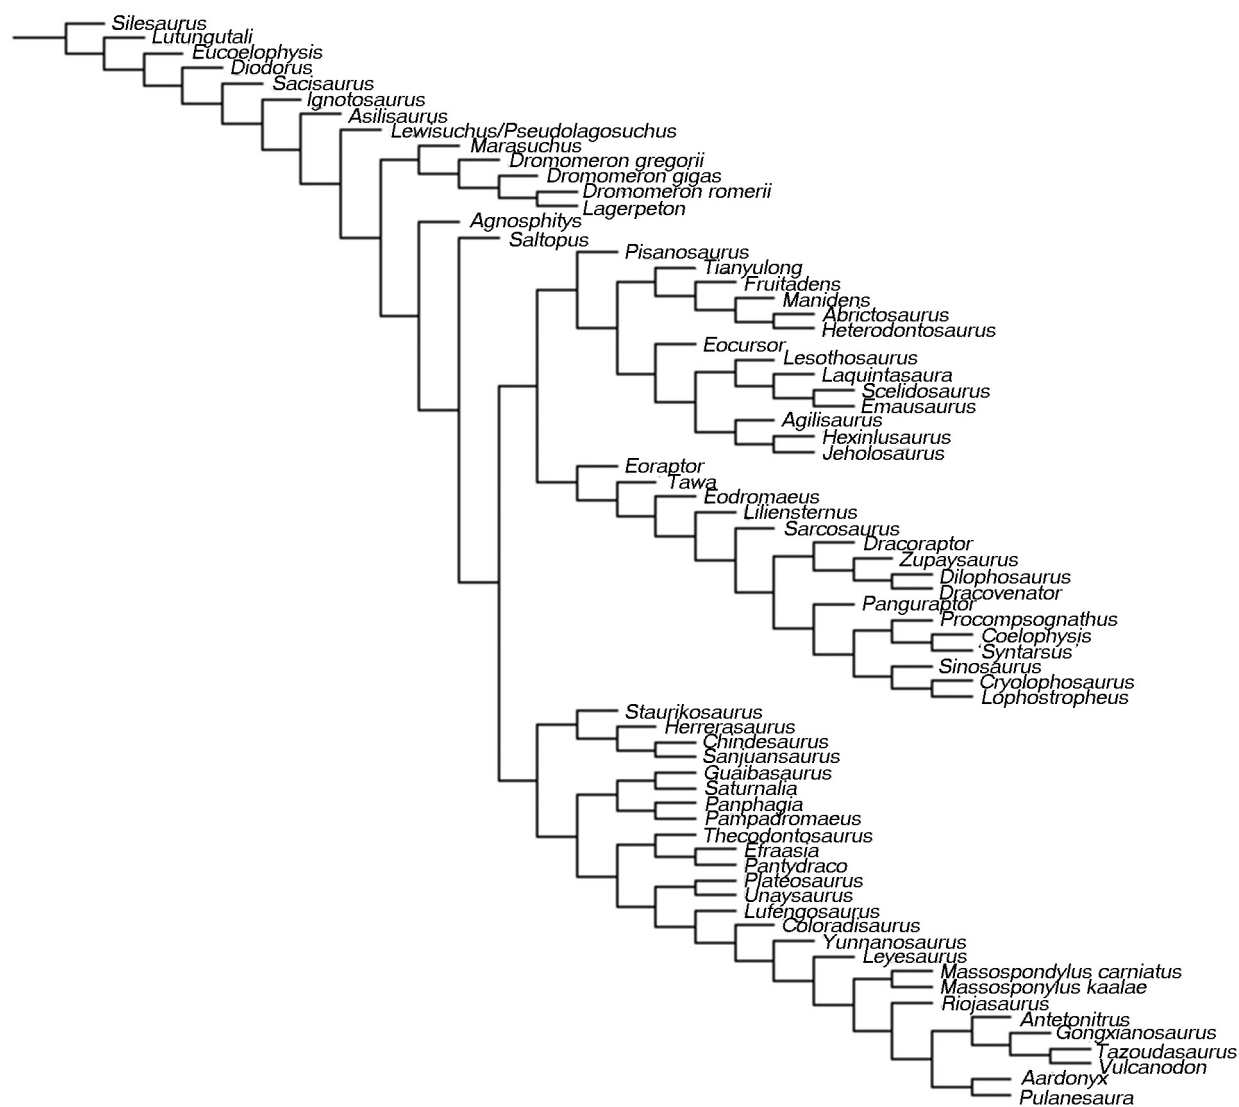 Silesaurus
Lutungutali
Eucoelophysis
Diodorus
Sacisaurus
Ignotosaurus
Asilisaurus
Lewisuchus/Pseudolagosuchus
Marasuchus
Dromomeron gregorii
Dromomeron gigas
Dromomeron romerii
Lagerpeton
Agnosphitys
Saltopus
Pisanosaurus
Tianyulong
Fruitadens
Manidens
Abrictosaurus
Heterodontosaurus
Eocursor
Lesothosaurus
Laquintasaura
Scelidosaurus
Emausaurus
Agilisaurus
Hexinlusaurus
Jeholosaurus
Eoraptor
Tawa
Eodromaeus
Liliensternus
Sarcosaurus
Dracoraptor
Zupaysaurus
Dilophosaurus
Dracovenator
Panguraptor
Procompsognathus
Coelophysis
'Syntarsus'
Sinosaurus
Cryolophosaurus
Lophostropheus
Staurikosaurus
Herrerasaurus
Chindesaurus
Sanjuansaurus
Guaibasaurus
Saturnalia
Panphagia
Pampadromaeus
Thecodontosaurus
Efraasia
Pantydraco
Plateosaurus
Unaysaurus
Lufengosaurus
Coloradisaurus
Yunnanosaurus
Leyesaurus
Massospondylus carniatus
Massosponylus kaalae
Riojasaurus
Antetonitrus
Gongxianosaurus
Tazoudasaurus
Vulcanodon
Aardonyx
Pulanesaura